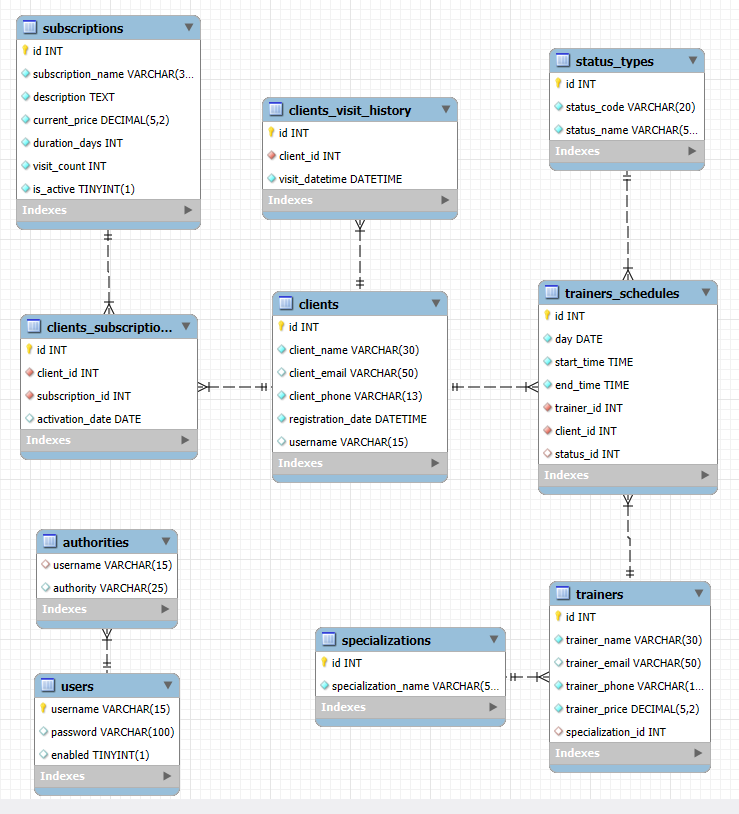 subscriptions
id INT
subscription_name VARCHAR(3...
description TEXT
current_price DECIMAL(5,2)
duration_days INT
visit_count INT
is_active TINYINT(1)
Indexes
clients_visit_history
id INT
client_id INT
visit_datetime DATETIME
Indexes
status_types
id INT
status_code VARCHAR(20)
status_name VARCHAR(5...
Indexes
clients_subscriptio...
id INT
client_id INT
subscription_id INT
activation_date DATE
Indexes
clients
id INT
client_name VARCHAR(30)
client_email VARCHAR(50)
client_phone VARCHAR(13)
registration_date DATETIME
username VARCHAR(15)
Indexes
trainers_schedules
id INT
day DATE
start_time TIME
end_time TIME
trainer_id INT
client_id INT
status_id INT
Indexes
authorities
username VARCHAR(15)
authority VARCHAR(25)
Indexes
users
username VARCHAR(15)
password VARCHAR(100)
enabled TINYINT(1)
Indexes
specializations
id INT
specialization_name VARCHAR(5...
Indexes
trainers
id INT
trainer_name VARCHAR(30)
trainer_email VARCHAR(50)
trainer_phone VARCHAR(1...
trainer_price DECIMAL(5,2)
specialization_id INT
Indexes